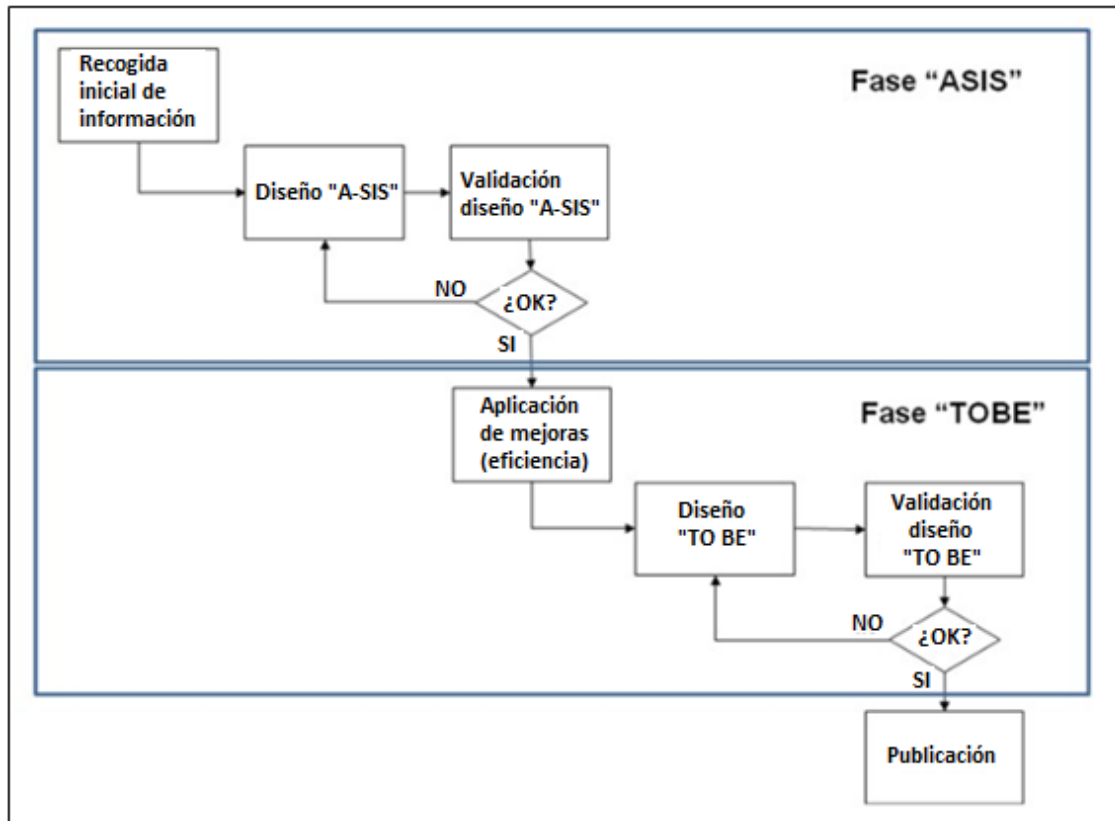 Recogida
inicial de
información
Fase “ASIS”
Diseño "A-SIS"
Validación
diseño "A-SIS"
NO
¿OK?
SI
Aplicación
de mejoras
(eficiencia)
Fase “TOBE”
Diseño
"TO BE"
Validación
diseño
"TO BE"
NO
¿OK?
SI
Publicación